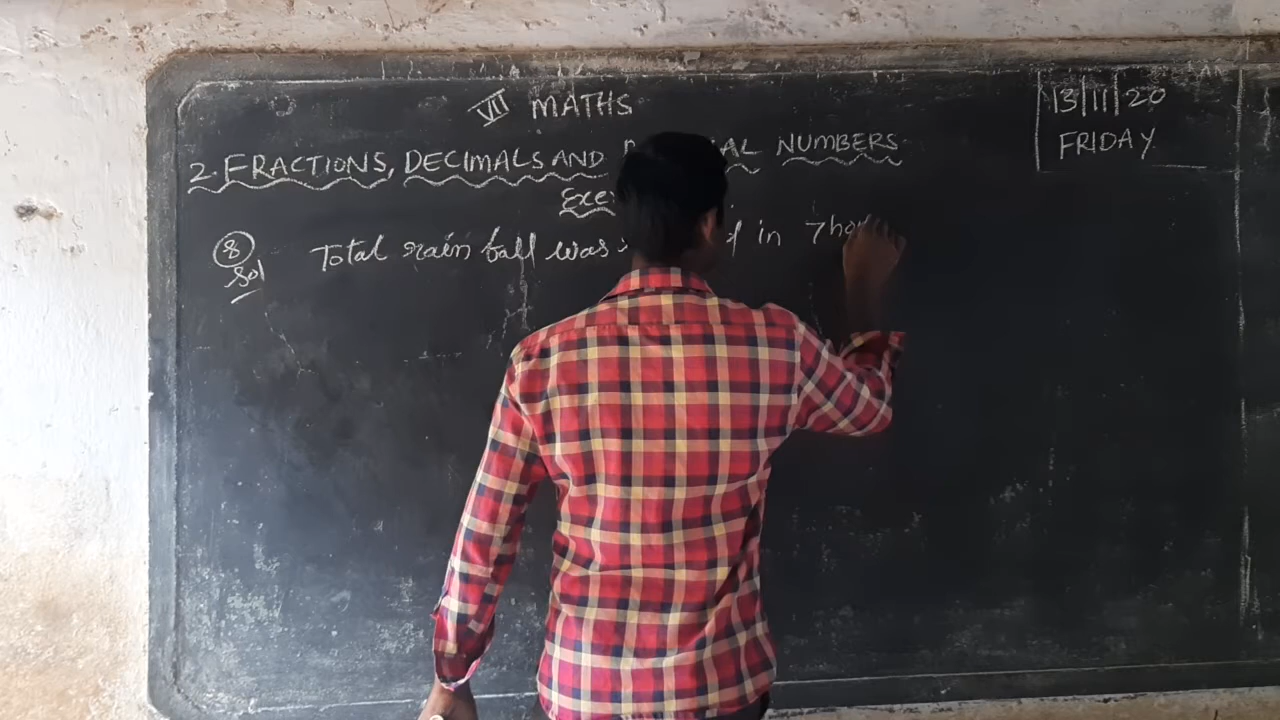 VII MATHS
13/11/20
FRIDAY
2. FRACTIONS, DECIMALS AND NUMBERS
8
Sol
Total rain fall was in 7